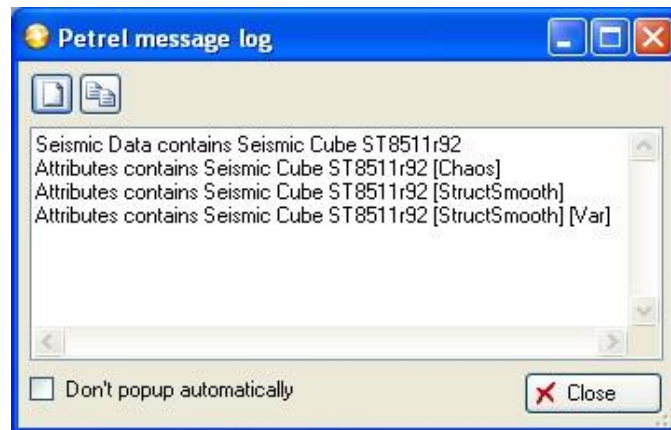 Petrel message log
Seismic Data contains Seismic Cube ST8511r92
Attributes contains Seismic Cube ST8511r92 [Chaos]
Attributes contains Seismic Cube ST8511r92 [StructSmooth]
Attributes contains Seismic Cube ST8511r92 [StructSmooth] [Var]
Don't popup automatically
Close